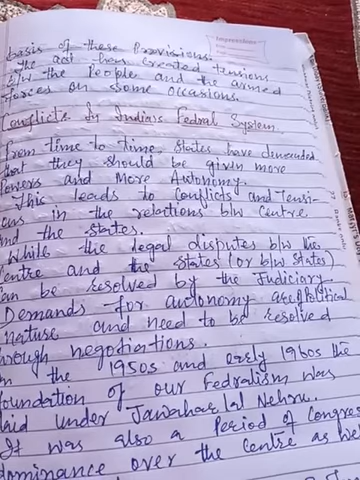 basis of these Provisions.
the act has created tensions
b/w the People and the armed
forces on some occasions.
Conflicts In India's Fedral System
From time to time, states have demanded
that they should be given more
Powers and More Autonomy.
This leads to Conflicts and Tensi-
ons in the relations b/w Centre
and the states.
While the legal disputes b/w the
Centre and the states (or b/w states)
Can be resolved by the Judiciary
Demands for autonomy are Political
nature and need to be resolved
through negotiations.
In the 1950s and early 1960s the
foundation of our Fedralism was
laid under Jawahar lal Nehru.
It was also a Period of Congress
dominance over the centre as well